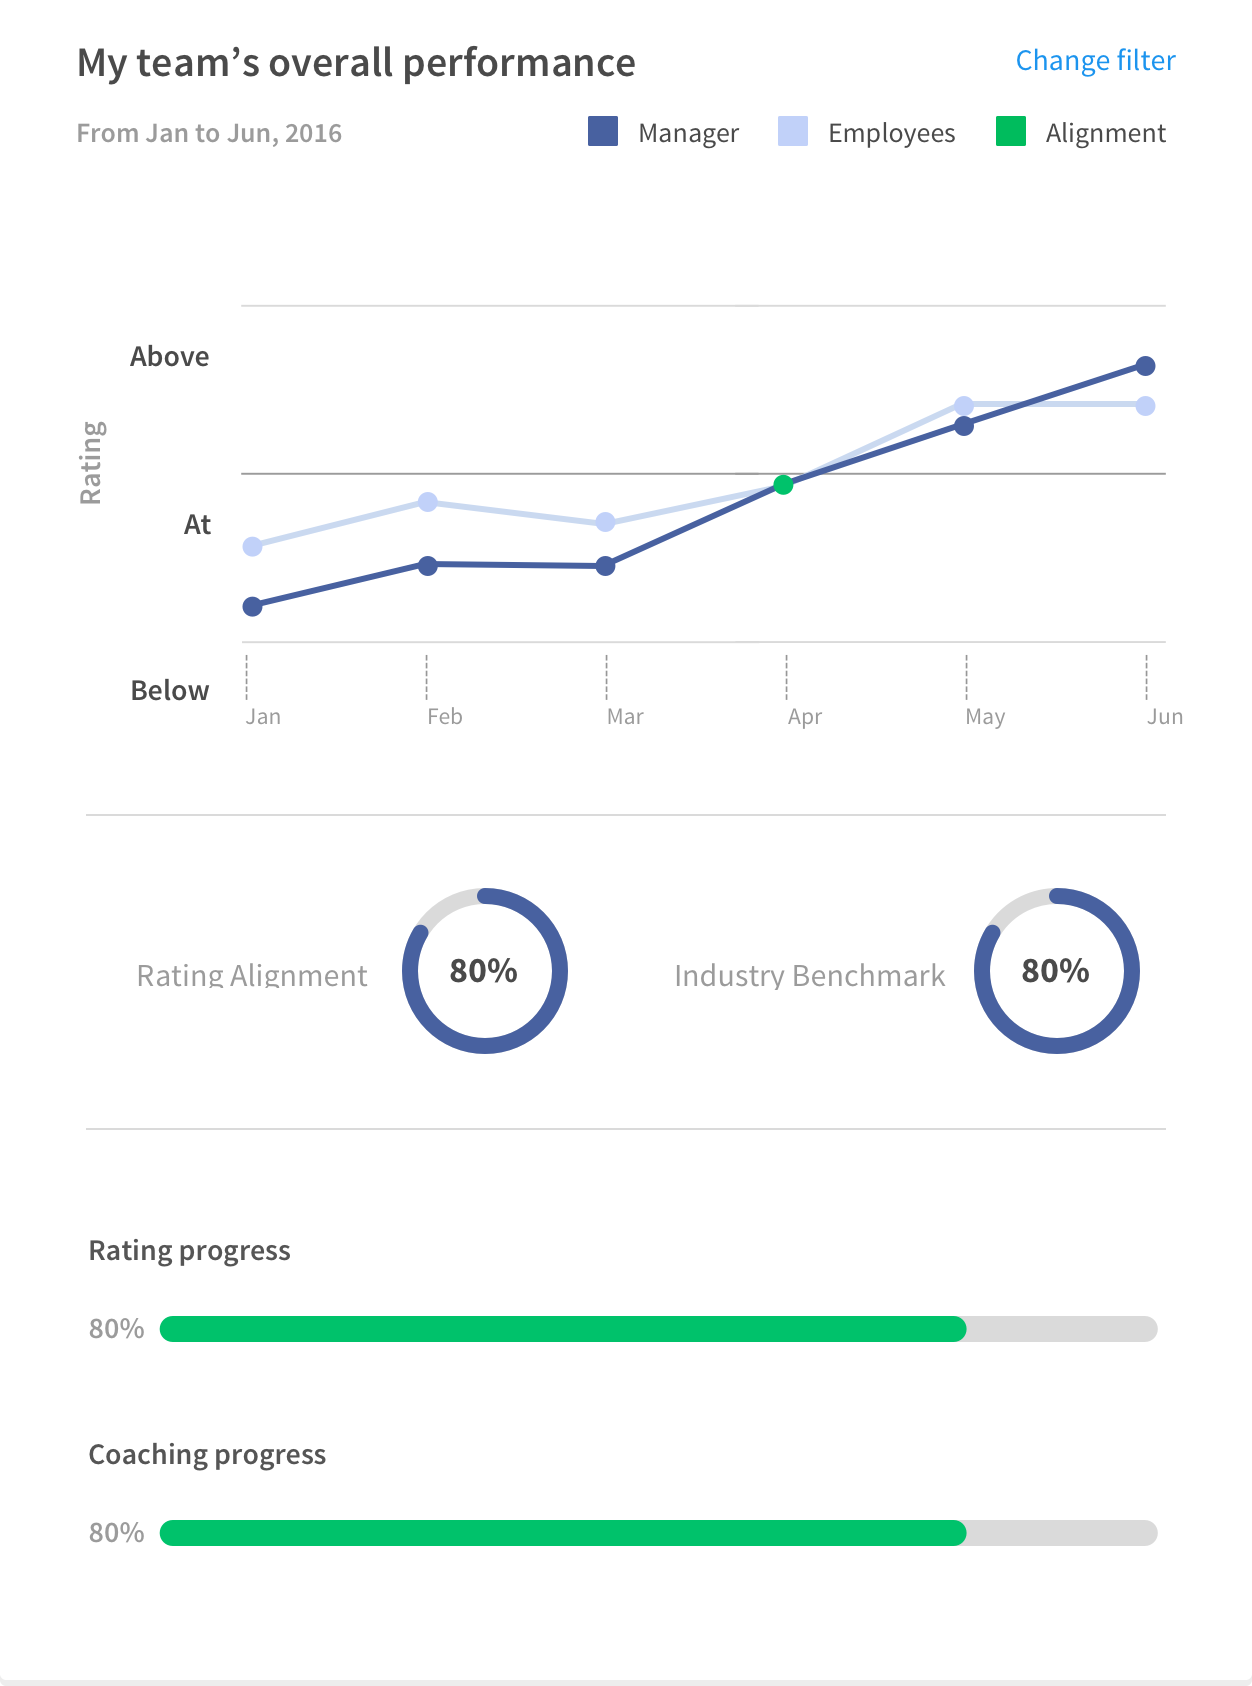 My team’s overall performance
Change filter
From Jan to Jun, 2016
Manager
Employees
Alignment
Above
Rating
At
Below
Jan
Feb
Mar
Apr
May
Jun
Rating Alignment
80%
Industry Benchmark
80%
Rating progress
80%
Coaching progress
80%